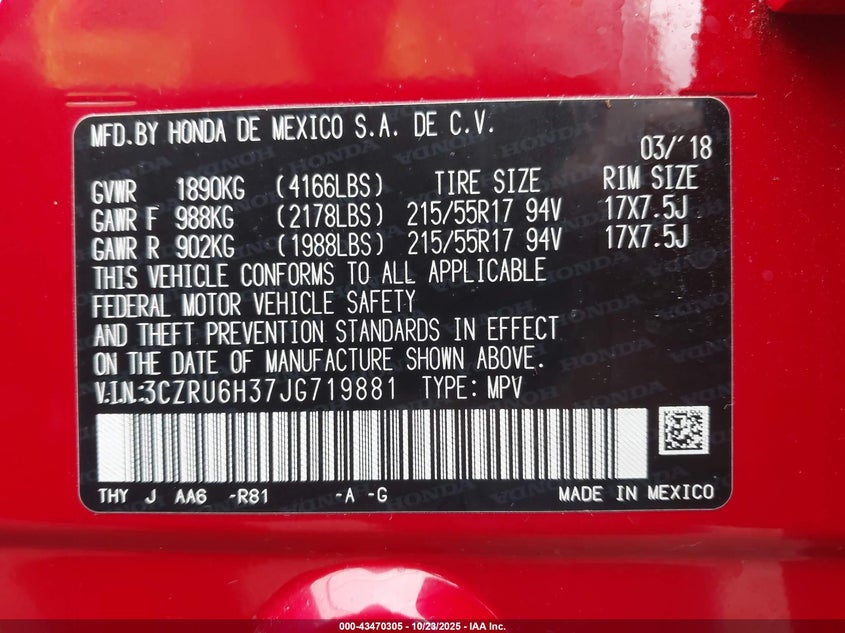 MFD.BY HONDA DE MEXICO S.A. DE C.V.
03/'18
GVWR 1890KG (4166LBS) TIRE SIZE RIM SIZE
GAWR F 988KG (2178LBS) 215/55R17 94V 17X7.5J
GAWR R 902KG (1988LBS) 215/55R17 94V 17X7.5J
THIS VEHICLE CONFORMS TO ALL APPLICABLE
FEDERAL MOTOR VEHICLE SAFETY
AND THEFT PREVENTION STANDARDS IN EFFECT
ON THE DATE OF MANUFACTURE SHOWN ABOVE.
V.I.N.:3CZRU6H37JG719881 TYPE: MPV
THY J AA6 -R81 -A -G MADE IN MEXICO
000-43470305 - 10/23/2025 - IAA Inc.